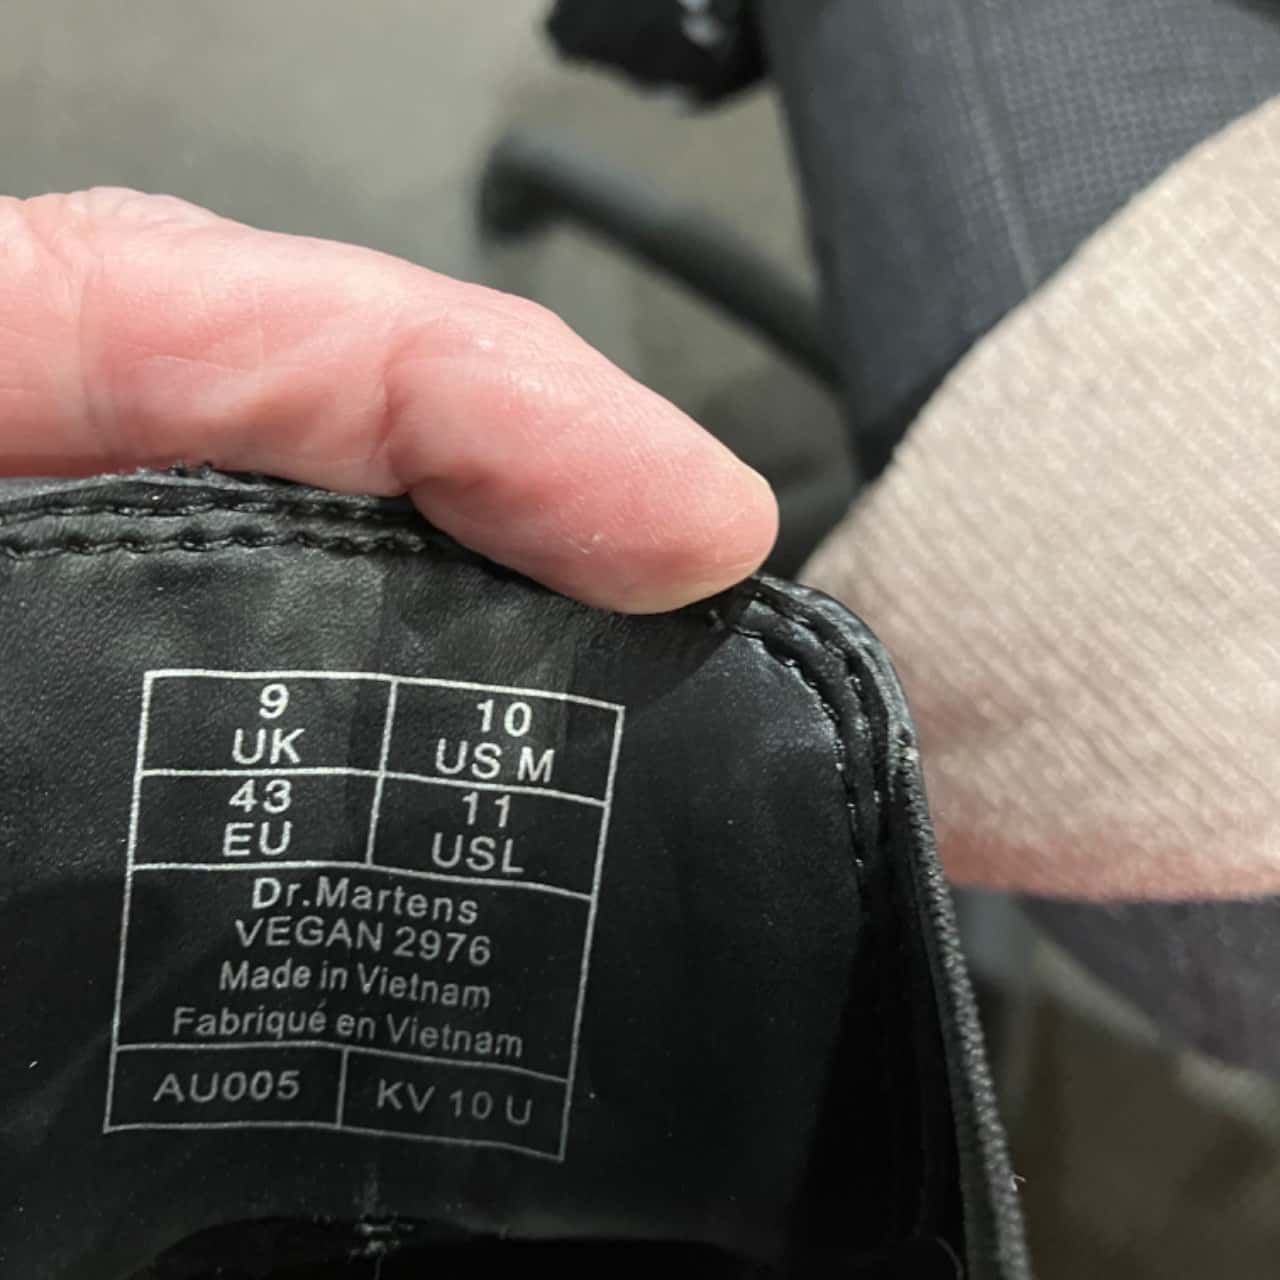 9 10
UK US M
43 11
EU USL
Dr.Martens
VEGAN 2976
Made in Vietnam
Fabriqué en Vietnam
AU005 KV 10 U